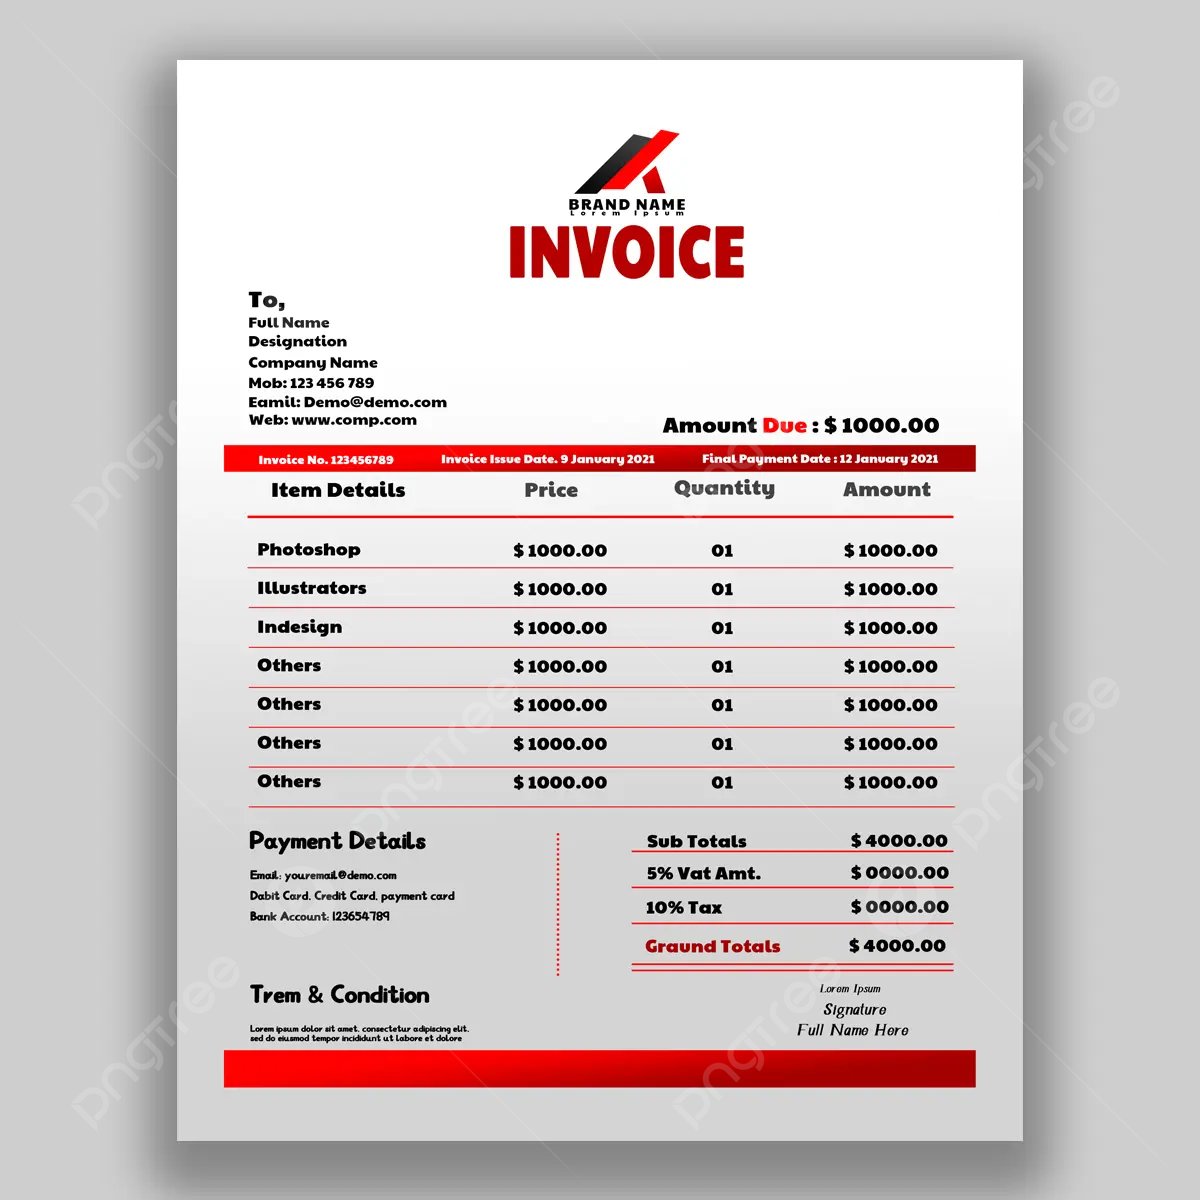 BRAND NAME
Lorem Ipsum
INVOICE
To,
Full Name
Designation
Company Name
Mob: 123 456 789
Eamil: Demo@demo.com
Web: www.comp.com
Amount Due : $ 1000.00
Invoice No. 123456789 Invoice Issue Date. 9 January 2021 Final Payment Date : 12 January 2021
Item Details Price Quantity Amount
Photoshop $ 1000.00 01 $ 1000.00
Illustrators $ 1000.00 01 $ 1000.00
Indesign $ 1000.00 01 $ 1000.00
Others $ 1000.00 01 $ 1000.00
Others $ 1000.00 01 $ 1000.00
Others $ 1000.00 01 $ 1000.00
Others $ 1000.00 01 $ 1000.00
Payment Details
Email: youremail@demo.com
Dabit Card, Credit Card, payment card
Bank Account: 123654789
Sub Totals $ 4000.00
5% Vat Amt. $ 0000.00
10% Tax $ 0000.00
Graund Totals $ 4000.00
Trem & Condition
Lorem ipsum dolor sit amet, consectetur adipiscing elit,
sed do eiusmod tempor incididunt ut labore et dolore
Lorem Ipsum
Signature
Full Name Here
pngtree
pngtree
pngtree
pngtree
pngtree
pngtree